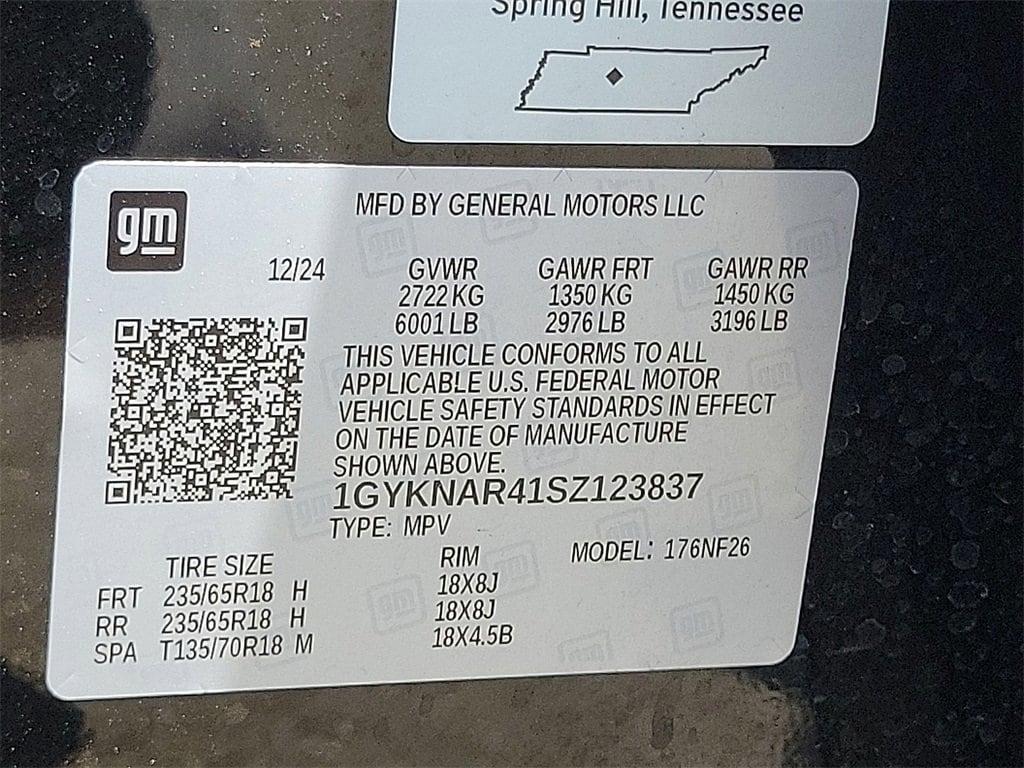 Spring Hill, Tennessee
gm
MFD BY GENERAL MOTORS LLC
12/24 GVWR GAWR FRT GAWR RR
2722 KG 1350 KG 1450 KG
6001 LB 2976 LB 3196 LB
THIS VEHICLE CONFORMS TO ALL
APPLICABLE U.S. FEDERAL MOTOR
VEHICLE SAFETY STANDARDS IN EFFECT
ON THE DATE OF MANUFACTURE
SHOWN ABOVE.
1GYKNAR41SZ123837
TYPE: MPV
TIRE SIZE RIM MODEL: 176NF26
FRT 235/65R18 H 18X8J
RR 235/65R18 H 18X8J
SPA T135/70R18 M 18X4.5B